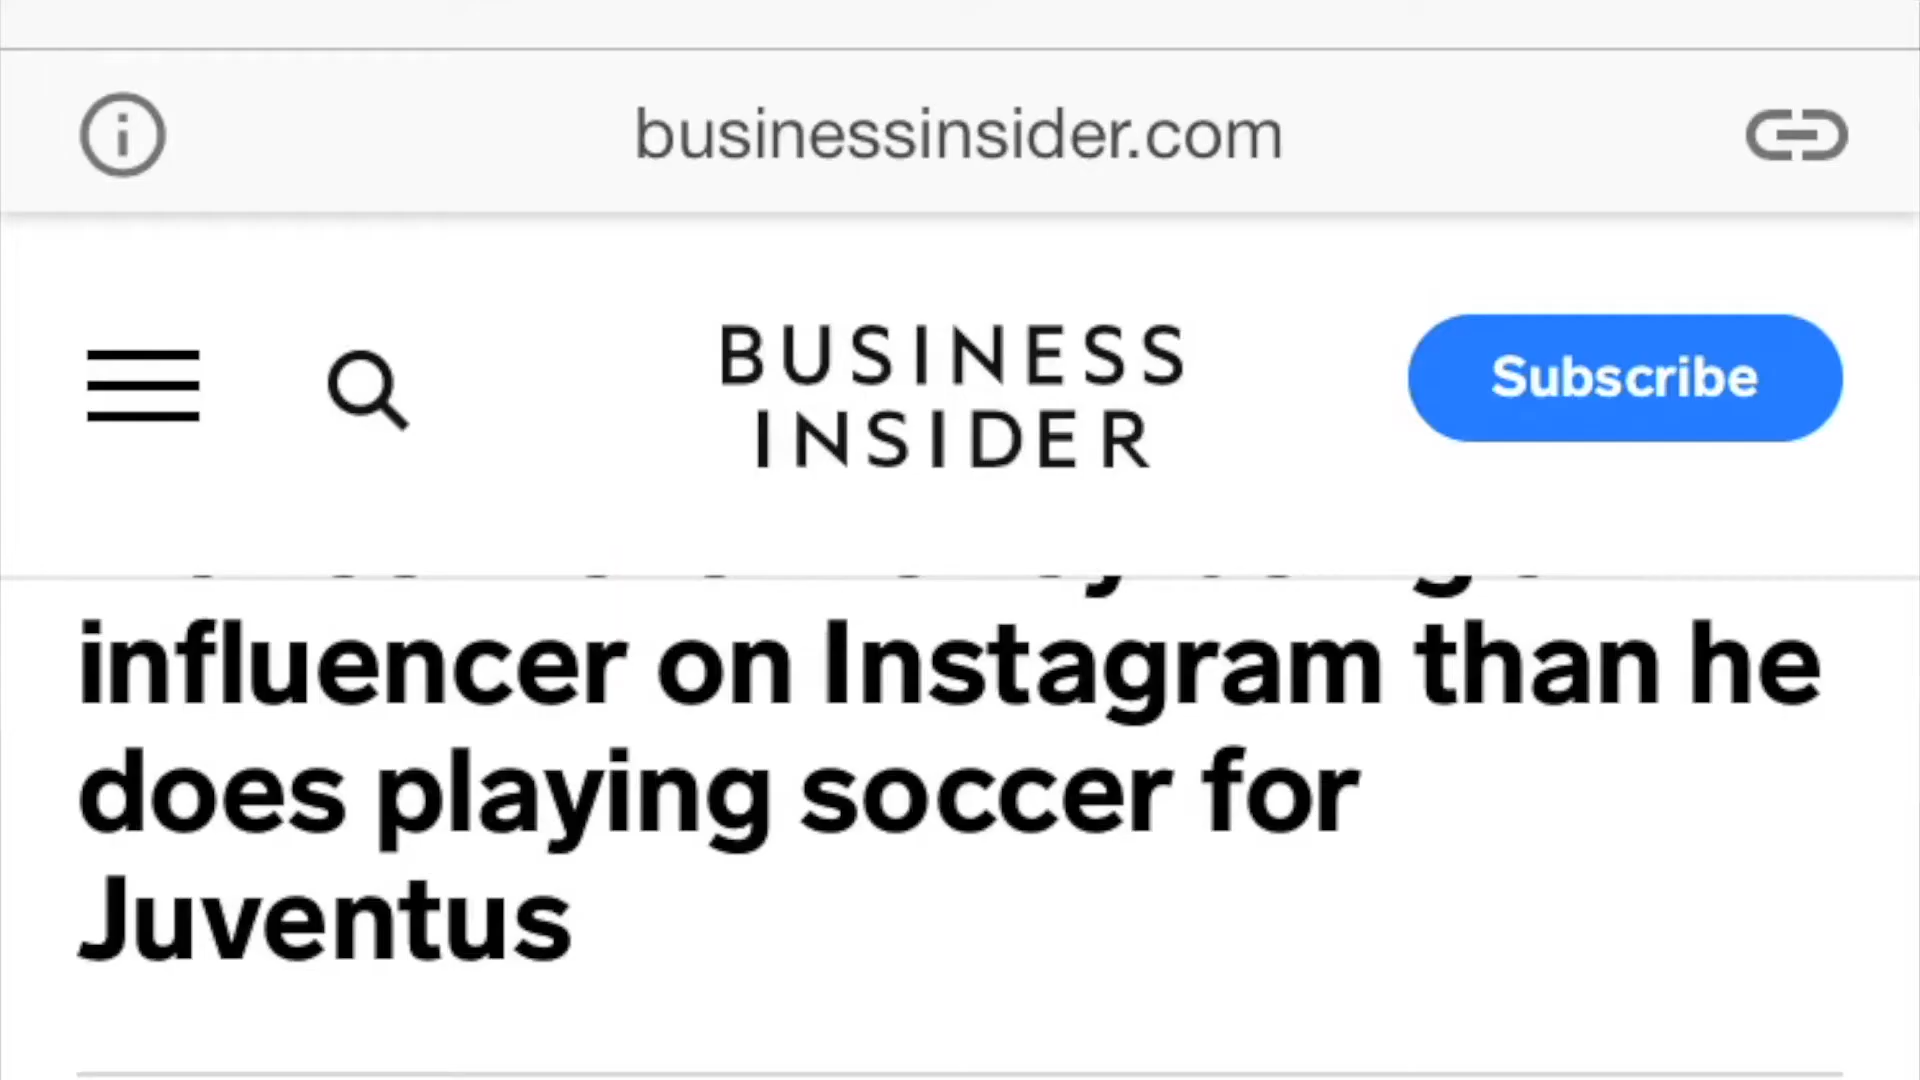 businessinsider.com
BUSINESS
INSIDER
Subscribe
influencer on Instagram than he
does playing soccer for
Juventus